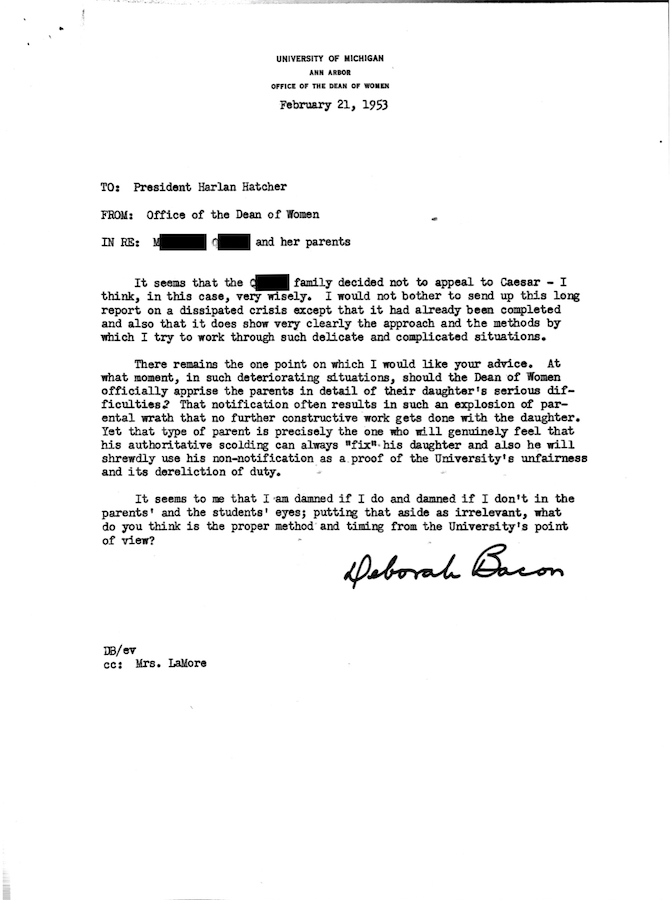 UNIVERSITY OF MICHIGAN
ANN ARBOR
OFFICE OF THE DEAN OF WOMEN
February 21, 1953
TO: President Harlan Hatcher
FROM: Office of the Dean of Women
IN RE: M Q and her parents
It seems that the Q family decided not to appeal to Caesar - I
think, in this case, very wisely. I would not bother to send up this long
report on a dissipated crisis except that it had already been completed
and also that it does show very clearly the approach and the methods by
which I try to work through such delicate and complicated situations.
There remains the one point on which I would like your advice. At
what moment, in such deteriorating situations, should the Dean of Women
officially apprise the parents in detail of their daughter's serious dif-
ficulties? That notification often results in such an explosion of par-
ental wrath that no further constructive work gets done with the daughter.
Yet that type of parent is precisely the one who will genuinely feel that
his authoritative scolding can always "fix" his daughter and also he will
shrewdly use his non-notification as a proof of the University's unfairness
and its dereliction of duty.
It seems to me that I am damned if I do and damned if I don't in the
parents' and the students' eyes; putting that aside as irrelevant, what
do you think is the proper method and timing from the University's point
of view?
Deborah Bacon
DB/ev
cc: Mrs. LaMore